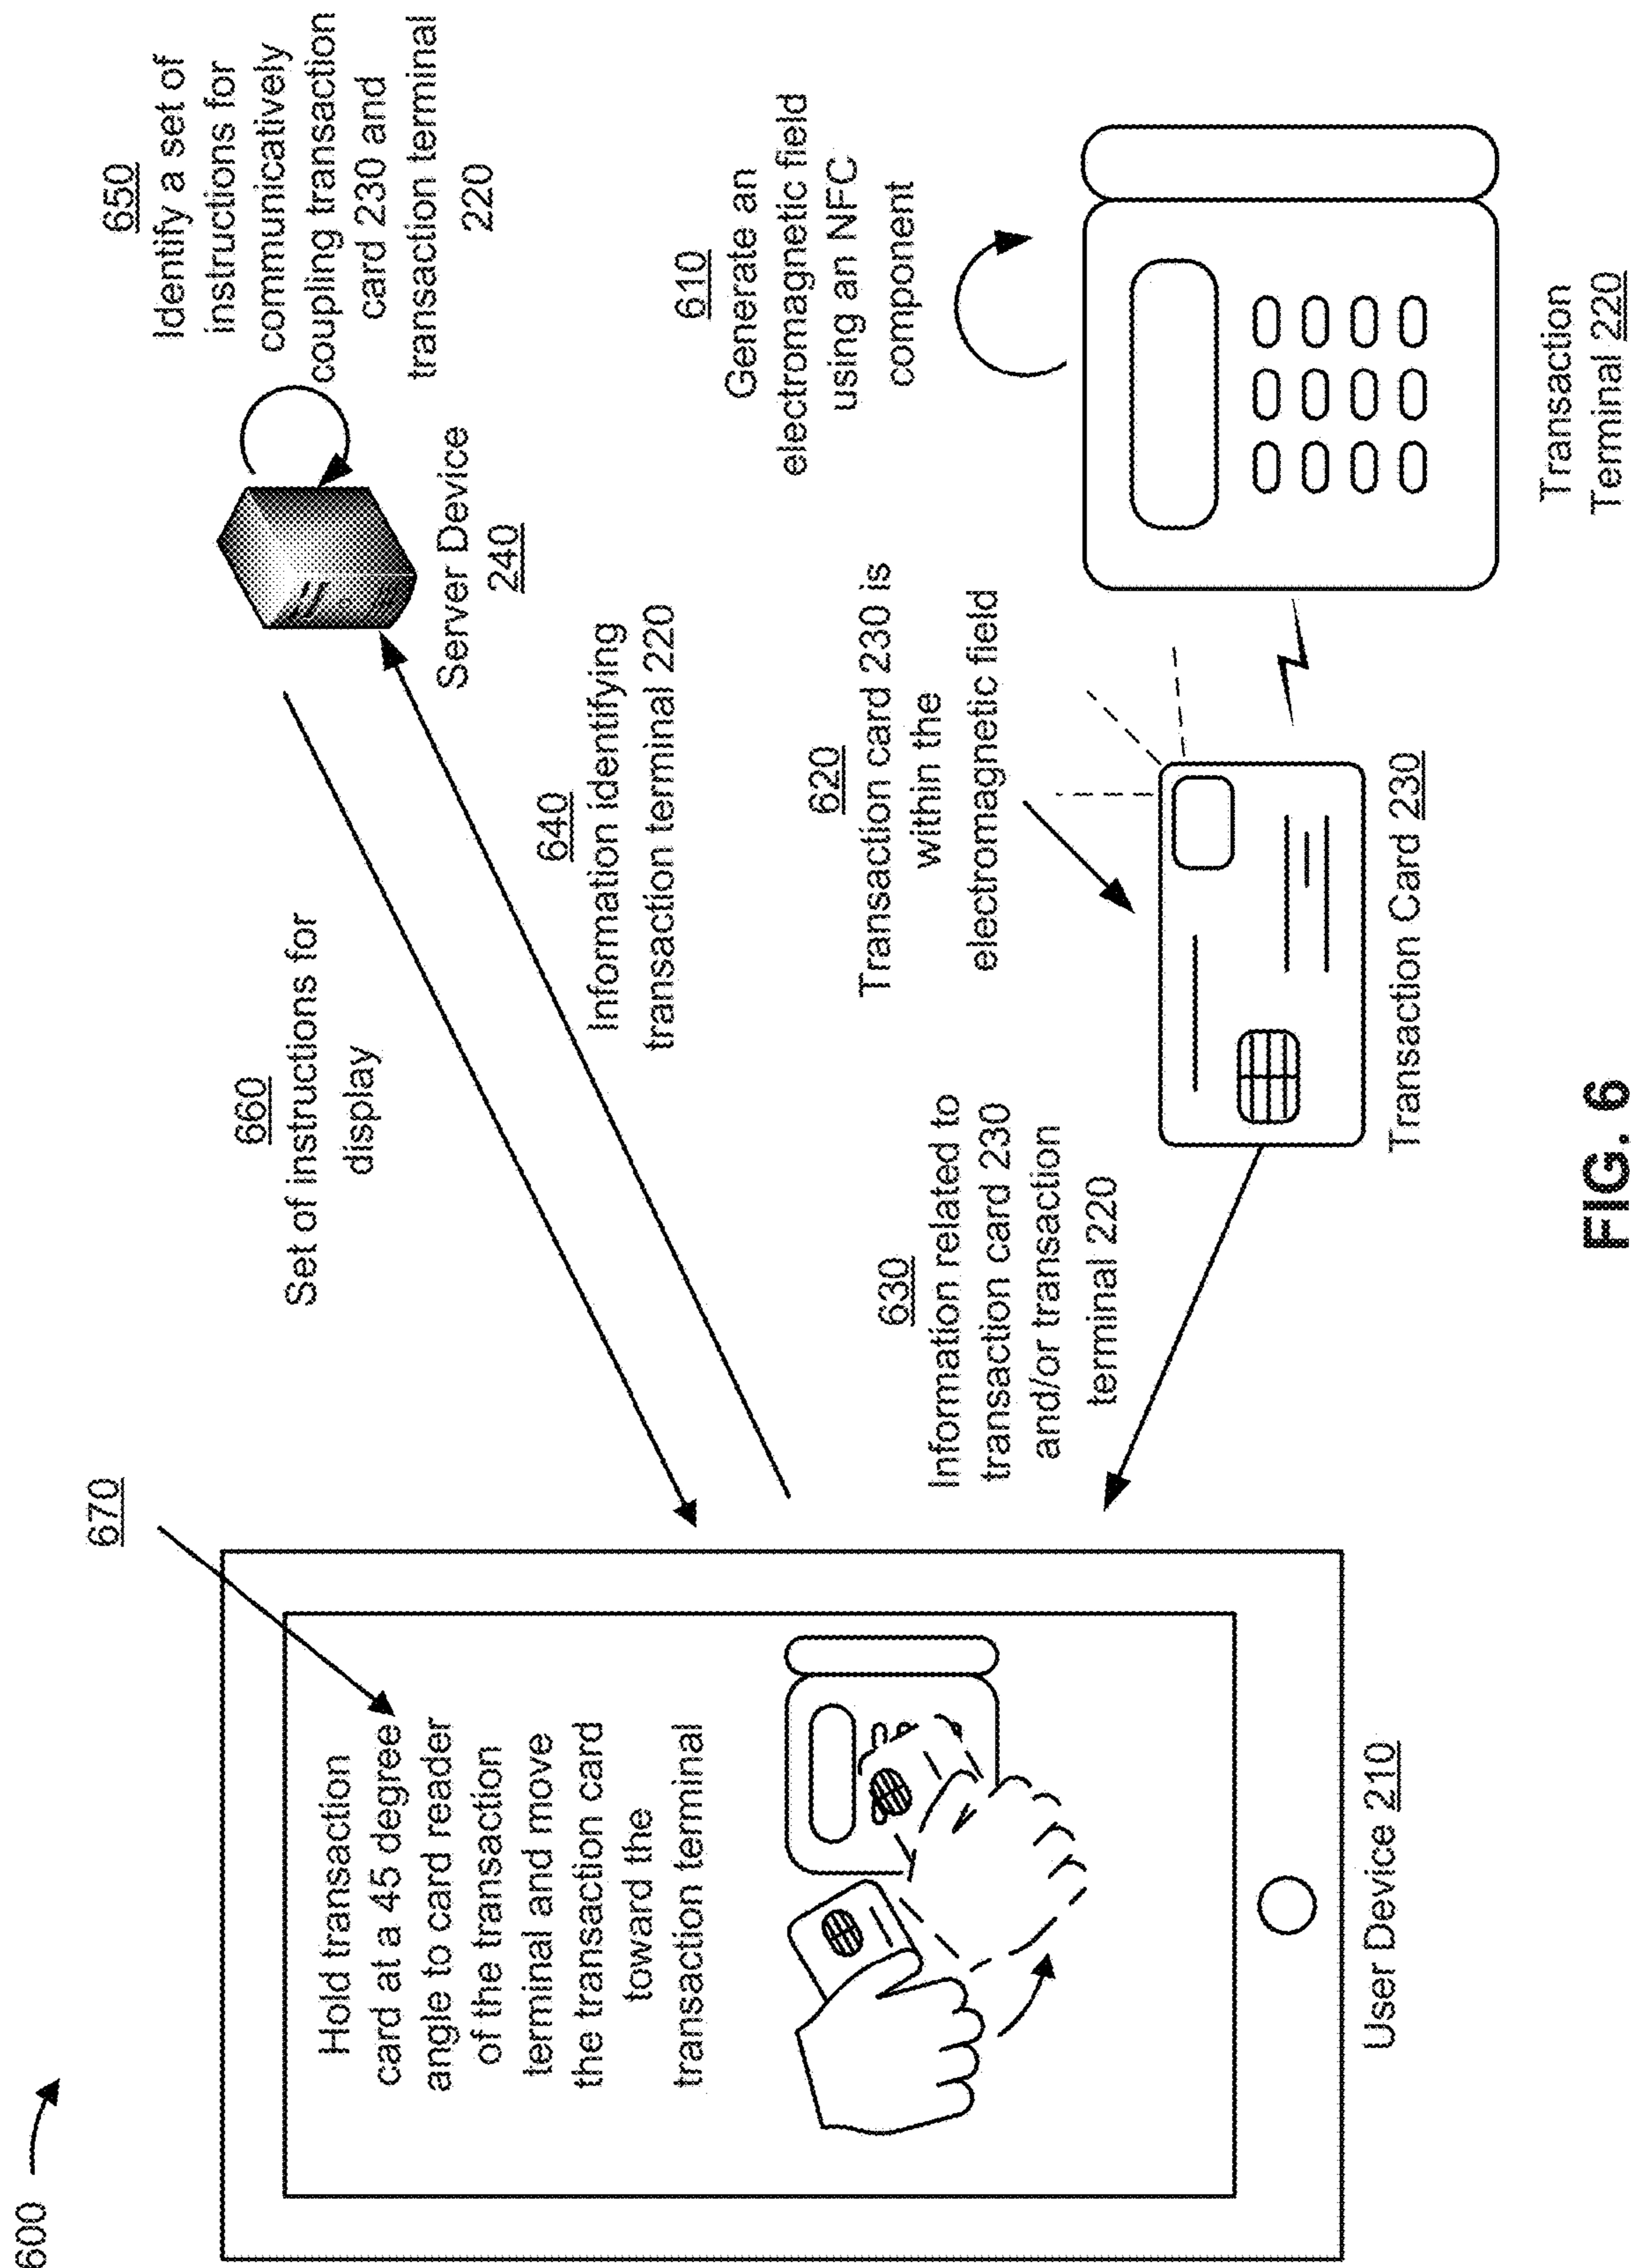 600
670
Hold transaction
card at a 45 degree
angle to card reader
of the transaction
terminal and move
the transaction card
toward the
transaction terminal
User Device 210
660
Set of instructions for
display
640
Information identifying
transaction terminal 220
Server Device
240
650
Identify a set of
instructions for
communicatively
coupling transaction
card 230 and
transaction terminal
220
630
Information related to
transaction card 230
and/or transaction
terminal 220
620
Transaction card 230 is
within the
electromagnetic field
Transaction Card 230
610
Generate an
electromagnetic field
using an NFC
component
Transaction
Terminal 220
FIG. 6